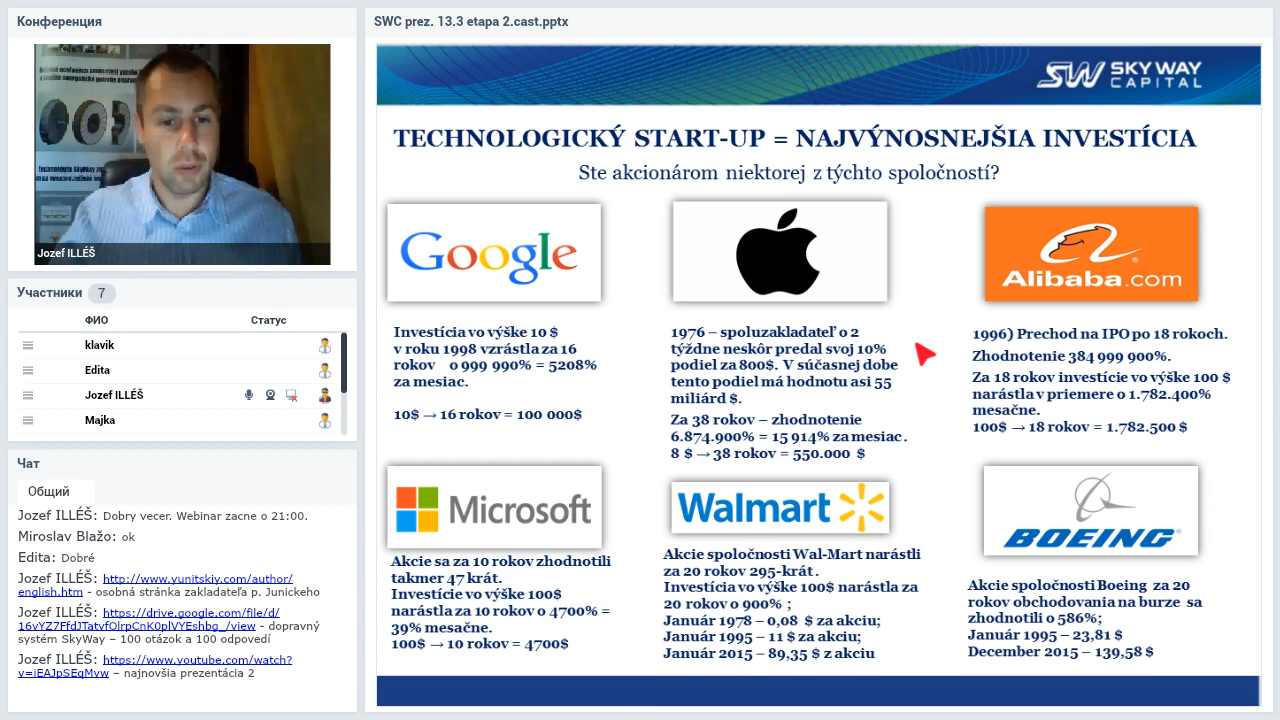 Конференция
Jozef ILLÉŠ
Участники 7
ФИО Статус
klavik
Edita
Jozef ILLÉŠ
Majka
Чат
Общий
Jozef ILLÉŠ: Dobry vecer. Webinar zacne o 21:00.
Miroslav Blažo: ok
Edita: Dobré
Jozef ILLÉŠ: http://www.yunitskiy.com/author/
english.htm - osobná stránka zakladateľa p. Junickeho
Jozef ILLÉŠ: https://drive.google.com/file/d/
16vYZ7FfdJTatvfOlrpCnK0plVYEshbg_/view - dopravný
systém SkyWay – 100 otázok a 100 odpovedí
Jozef ILLÉŠ: https://www.youtube.com/watch?
v=iEAJpSEqMvw – najnovšia prezentácia 2
SWC prez. 13.3 etapa 2.cast.pptx
SW SKY WAY
CAPITAL
TECHNOLOGICKÝ START-UP = NAJVÝNOSNEJŠIA INVESTÍCIA
Ste akcionárom niektorej z týchto spoločností?
Google
Investícia vo výške 10 $
v roku 1998 vzrástla za 16
rokov o 999 990% = 5208%
za mesiac.
10$ → 16 rokov = 100 000$
1976 – spoluzakladateľ o 2
týždne neskôr predal svoj 10%
podiel za 800$. V súčasnej dobe
tento podiel má hodnotu asi 55
miliárd $.
Za 38 rokov – zhodnotenie
6.874.900% = 15 914% za mesiac.
8 $ → 38 rokov = 550.000 $
Alibaba.com
1996) Prechod na IPO po 18 rokoch.
Zhodnotenie 384 999 900%.
Za 18 rokov investície vo výške 100 $
narástla v priemere o 1.782.400%
mesačne.
100$ → 18 rokov = 1.782.500 $
Microsoft
Akcie sa za 10 rokov zhodnotili
takmer 47 krát.
Investície vo výške 100$
narástla za 10 rokov o 4700% =
39% mesačne.
100$ → 10 rokov = 4700$
Walmart
Akcie spoločnosti Wal-Mart narástli
za 20 rokov 295-krát.
Investícia vo výške 100$ narástla za
20 rokov o 900% ;
Január 1978 – 0,08 $ za akciu;
Január 1995 – 11 $ za akciu;
Január 2015 – 89,35 $ z akciu
BOEING
Akcie spoločnosti Boeing za 20
rokov obchodovania na burze sa
zhodnotili o 586%;
Január 1995 – 23,81 $
December 2015 – 139,58 $